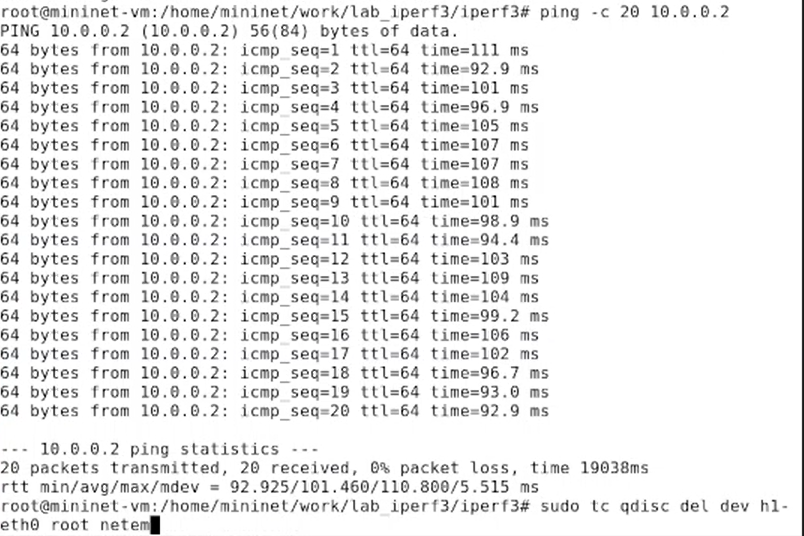 root@mininet-vm:/home/mininet/work/lab_iperf3/iperf3# ping -c 20 10.0.0.2
PING 10.0.0.2 (10.0.0.2) 56(84) bytes of data.
64 bytes from 10.0.0.2: icmp_seq=1 ttl=64 time=111 ms
64 bytes from 10.0.0.2: icmp_seq=2 ttl=64 time=92.9 ms
64 bytes from 10.0.0.2: icmp_seq=3 ttl=64 time=101 ms
64 bytes from 10.0.0.2: icmp_seq=4 ttl=64 time=96.9 ms
64 bytes from 10.0.0.2: icmp_seq=5 ttl=64 time=105 ms
64 bytes from 10.0.0.2: icmp_seq=6 ttl=64 time=107 ms
64 bytes from 10.0.0.2: icmp_seq=7 ttl=64 time=107 ms
64 bytes from 10.0.0.2: icmp_seq=8 ttl=64 time=108 ms
64 bytes from 10.0.0.2: icmp_seq=9 ttl=64 time=101 ms
64 bytes from 10.0.0.2: icmp_seq=10 ttl=64 time=98.9 ms
64 bytes from 10.0.0.2: icmp_seq=11 ttl=64 time=94.4 ms
64 bytes from 10.0.0.2: icmp_seq=12 ttl=64 time=103 ms
64 bytes from 10.0.0.2: icmp_seq=13 ttl=64 time=109 ms
64 bytes from 10.0.0.2: icmp_seq=14 ttl=64 time=104 ms
64 bytes from 10.0.0.2: icmp_seq=15 ttl=64 time=99.2 ms
64 bytes from 10.0.0.2: icmp_seq=16 ttl=64 time=106 ms
64 bytes from 10.0.0.2: icmp_seq=17 ttl=64 time=102 ms
64 bytes from 10.0.0.2: icmp_seq=18 ttl=64 time=96.7 ms
64 bytes from 10.0.0.2: icmp_seq=19 ttl=64 time=93.0 ms
64 bytes from 10.0.0.2: icmp_seq=20 ttl=64 time=92.9 ms
--- 10.0.0.2 ping statistics ---
20 packets transmitted, 20 received, 0% packet loss, time 19038ms
rtt min/avg/max/mdev = 92.925/101.460/110.800/5.515 ms
root@mininet-vm:/home/mininet/work/lab_iperf3/iperf3# sudo tc qdisc del dev h1-
eth0 root netem